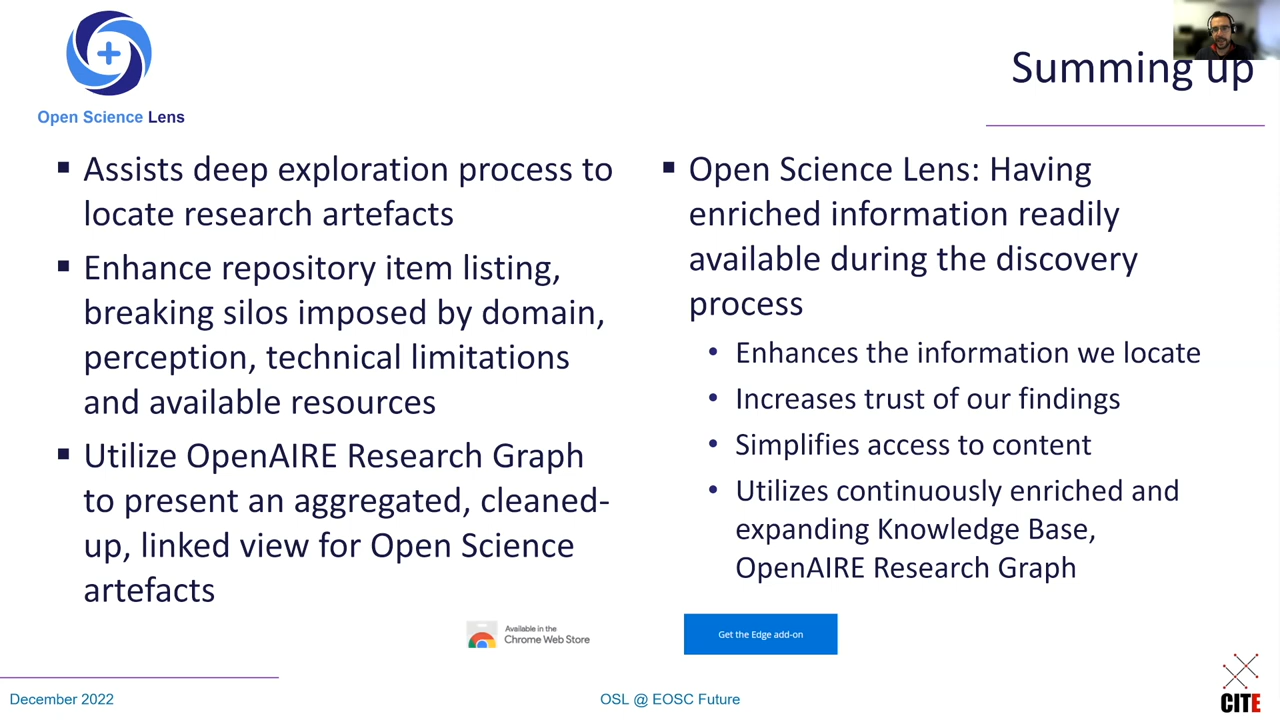 Open Science Lens
Summing up
▪ Assists deep exploration process to
locate research artefacts
▪ Enhance repository item listing,
breaking silos imposed by domain,
perception, technical limitations
and available resources
▪ Utilize OpenAIRE Research Graph
to present an aggregated, cleaned-
up, linked view for Open Science
artefacts
▪ Open Science Lens: Having
enriched information readily
available during the discovery
process
• Enhances the information we locate
• Increases trust of our findings
• Simplifies access to content
• Utilizes continuously enriched and
expanding Knowledge Base,
OpenAIRE Research Graph
Available in the
Chrome Web Store
Get the Edge add-on
December 2022
OSL @ EOSC Future
CITE